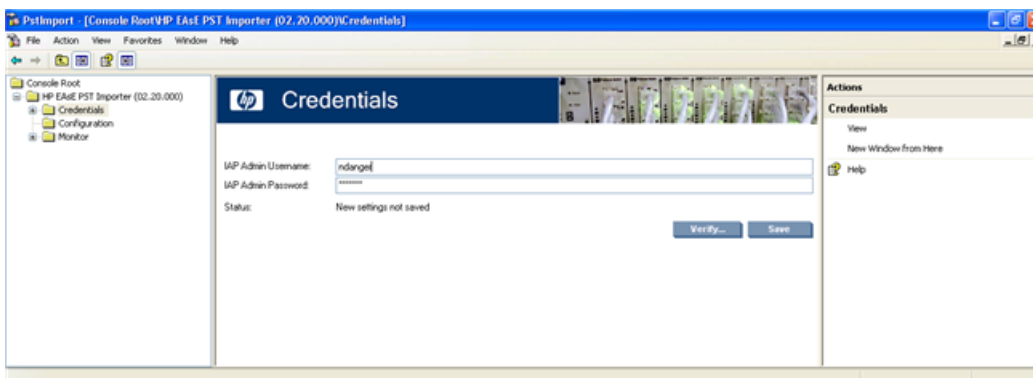 PstImport - [Console Root\HP EAsE PST Importer (02.20.000)\Credentials]
File Action View Favorites Window Help
Console Root
HP EAsE PST Importer (02.20.000)
Credentials
Configuration
Monitor
hp
Credentials
IAP Admin Username:
ndangel
IAP Admin Password:
********
Status:
New settings not saved
Verify...
Save
Actions
Credentials
View
New Window from Here
Help